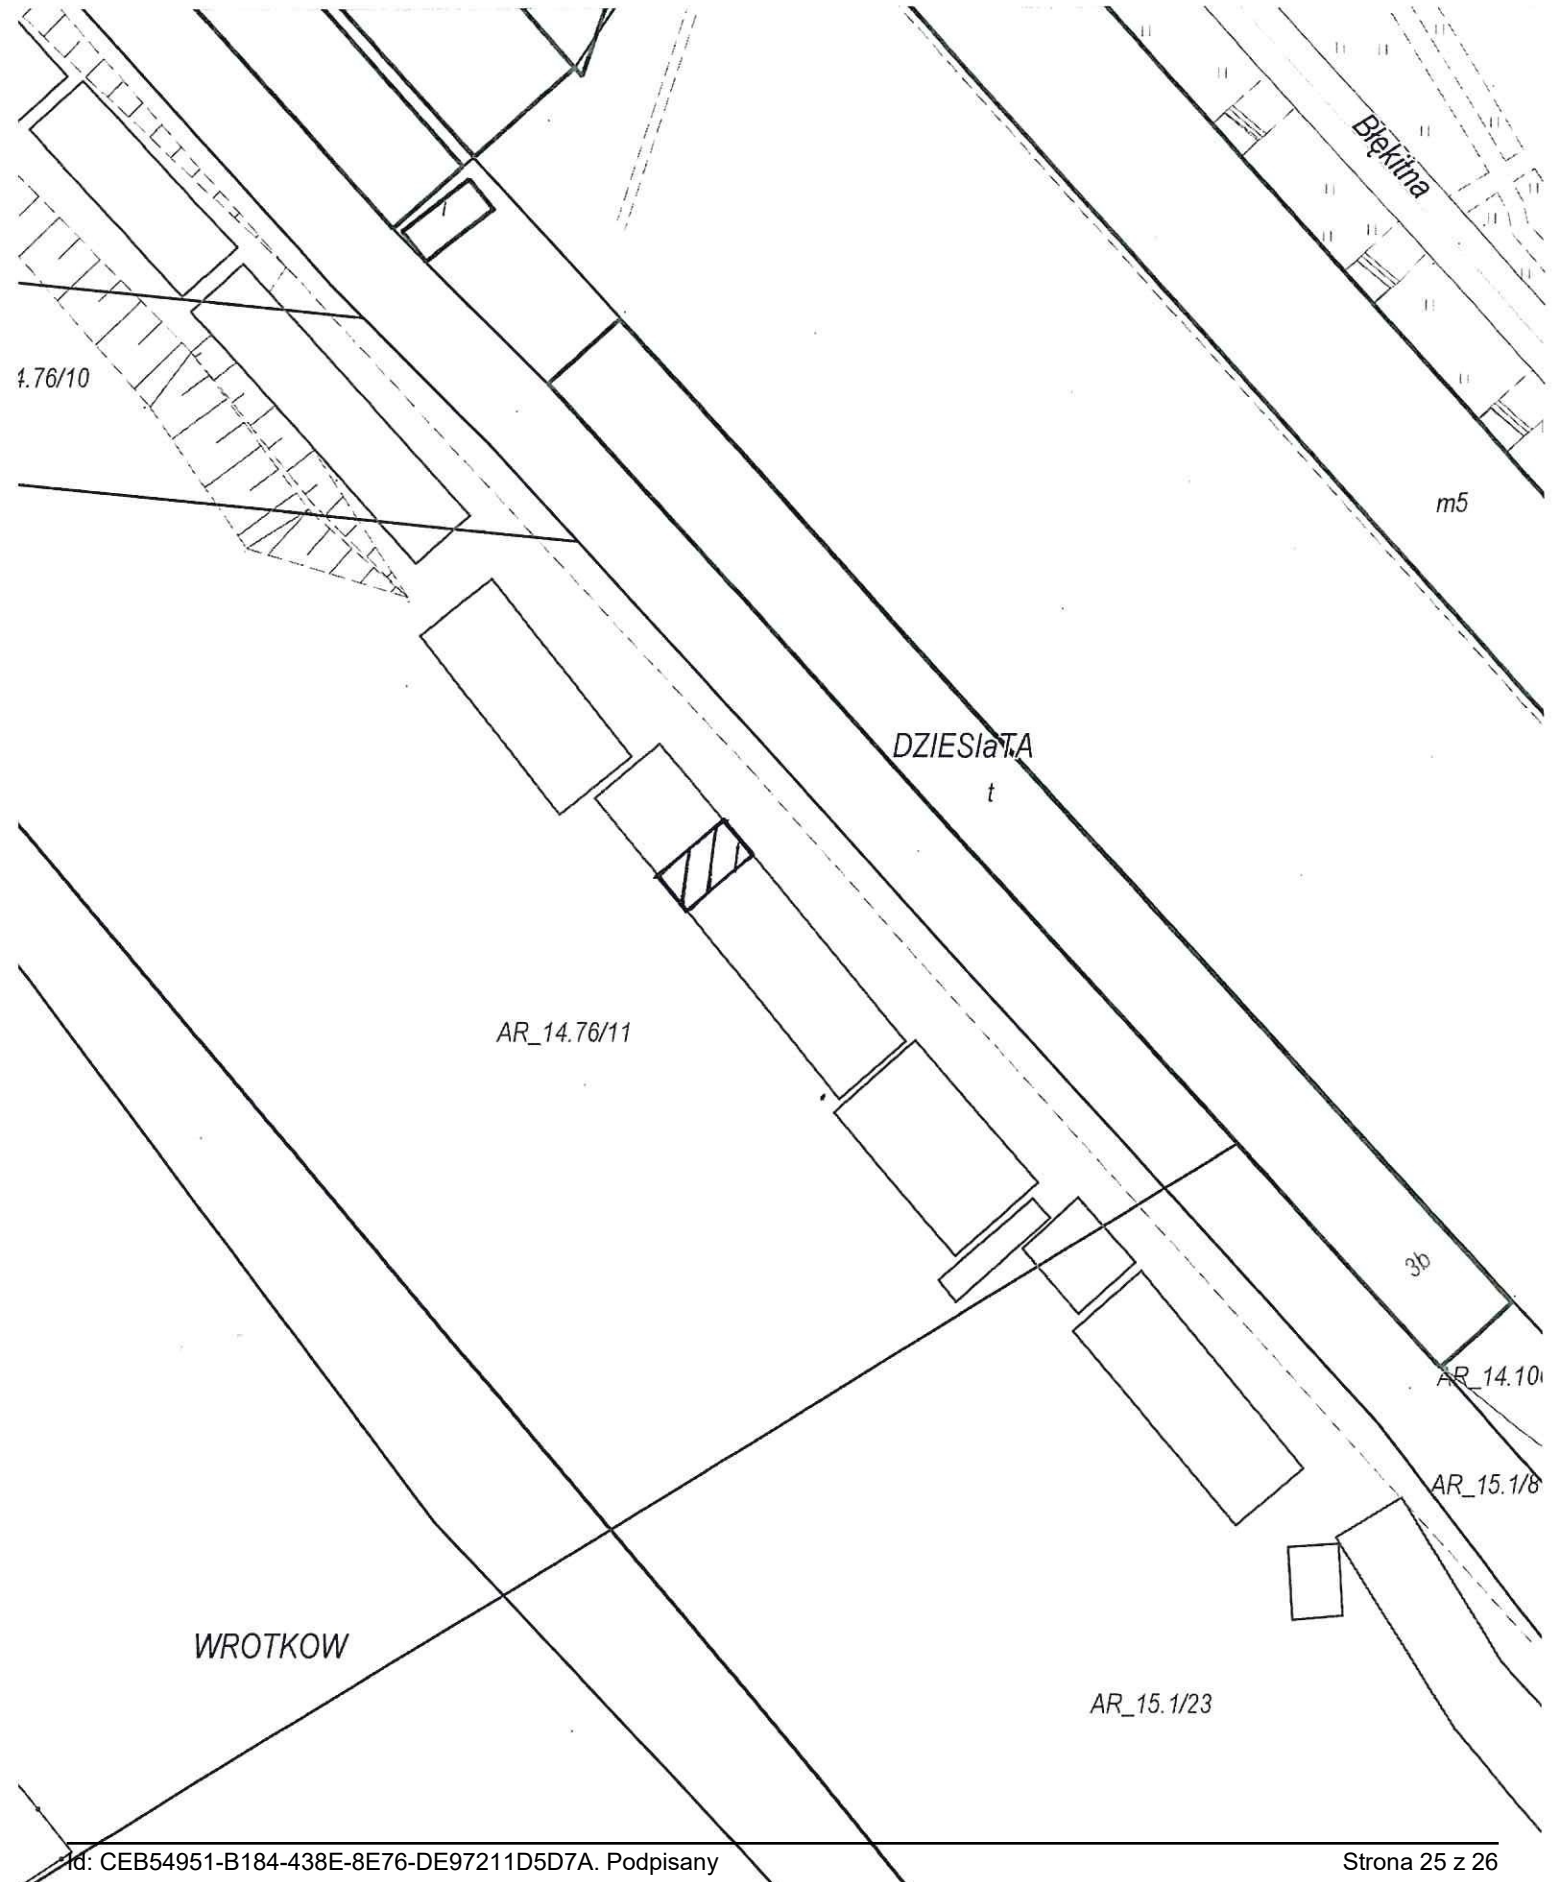 Błękitna
4.76/10
m5
DZIESIaTA
t
AR_14.76/11
3b
AR_14.10
AR_15.1/8
WROTKOW
AR_15.1/23
Id: CEB54951-B184-438E-8E76-DE97211D5D7A. Podpisany
Strona 25 z 26